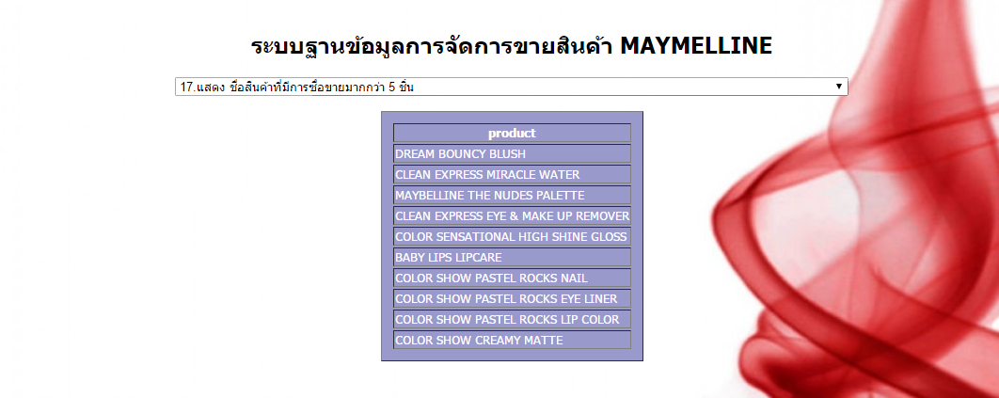 ระบบฐานข้อมูลการจัดการขายสินค้า MAYMELLINE
17.แสดง ชื่อสินค้าที่มีการซื้อขายมากกว่า 5 ชิ้น
product
DREAM BOUNCY BLUSH
CLEAN EXPRESS MIRACLE WATER
MAYBELLINE THE NUDES PALETTE
CLEAN EXPRESS EYE & MAKE UP REMOVER
COLOR SENSATIONAL HIGH SHINE GLOSS
BABY LIPS LIPCARE
COLOR SHOW PASTEL ROCKS NAIL
COLOR SHOW PASTEL ROCKS EYE LINER
COLOR SHOW PASTEL ROCKS LIP COLOR
COLOR SHOW CREAMY MATTE